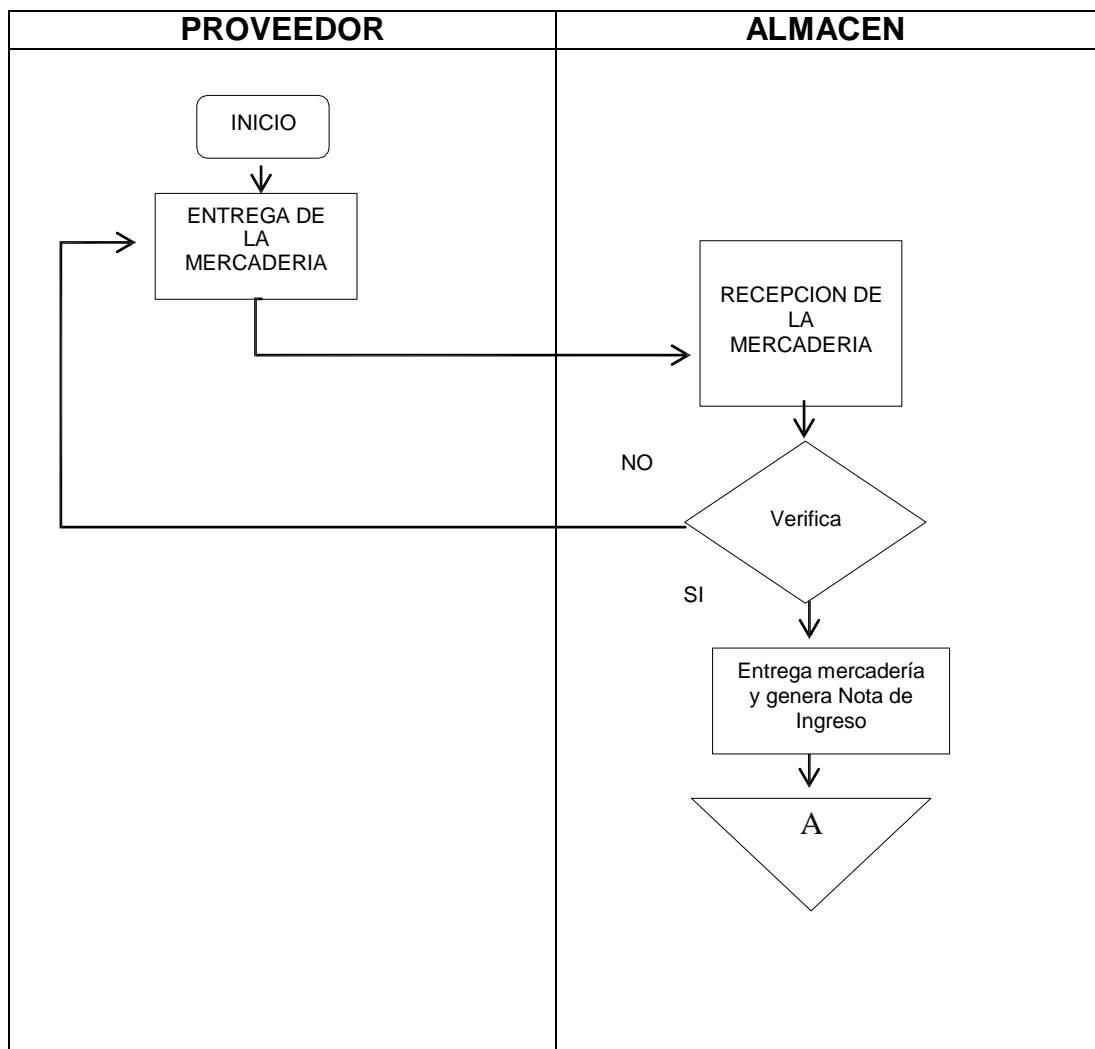 PROVEEDOR
ALMACEN
INICIO
ENTREGA DE
LA
MERCADERIA
RECEPCION DE
LA
MERCADERIA
NO
Verifica
SI
Entrega mercadería
y genera Nota de
Ingreso
A